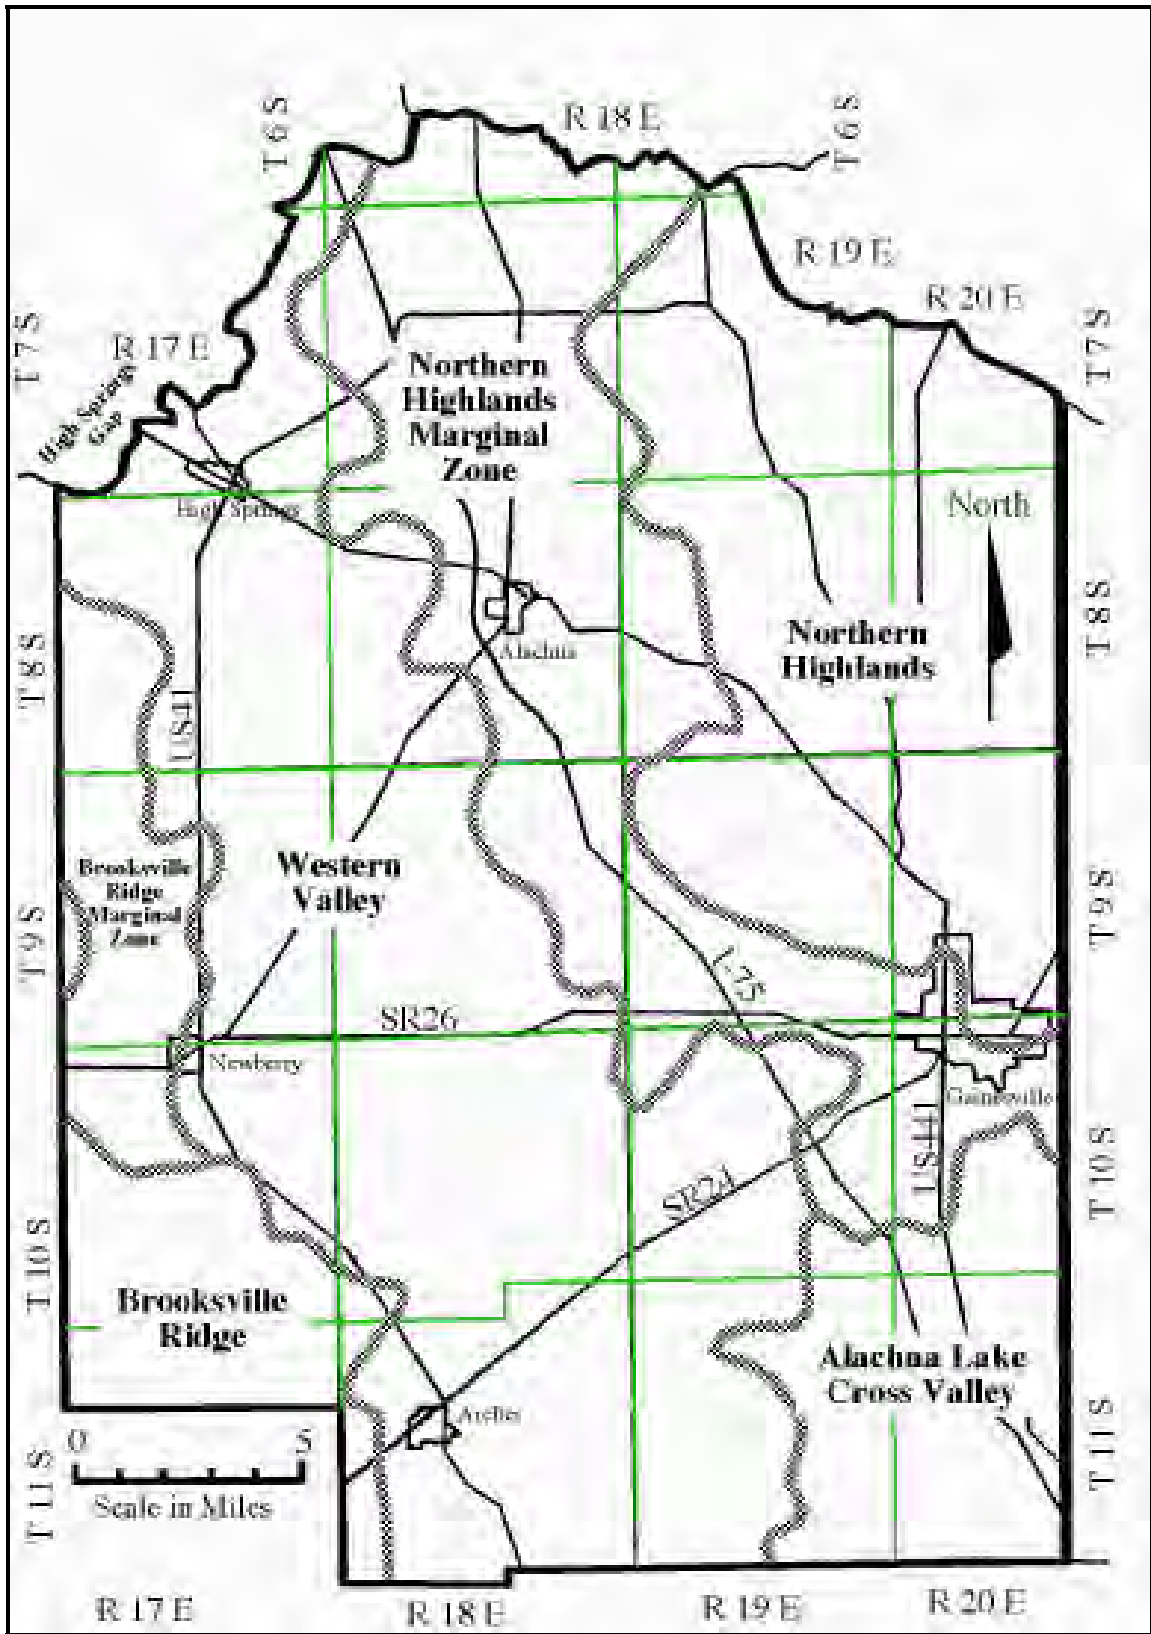 T 6 S
R 18 E
T 6 S
R 19 E
R 20 E
T 7 S
R 17 E
T 7 S
High Springs
Gap
Northern
Highlands
Marginal
Zone
High Springs
North
T 8 S
Northern
Highlands
Alachua
T 8 S
US41
Brooksville
Ridge
Marginal
Zone
Western
Valley
T 9 S
T 9 S
I-75
SR26
Newberry
Gainesville
US441
T 10 S
SR24
T 10 S
Brooksville
Ridge
Alachua Lake
Cross Valley
Archer
T 11 S
0 5
Scale in Miles
T 11 S
R 17 E
R 18 E
R 19 E
R 20 E